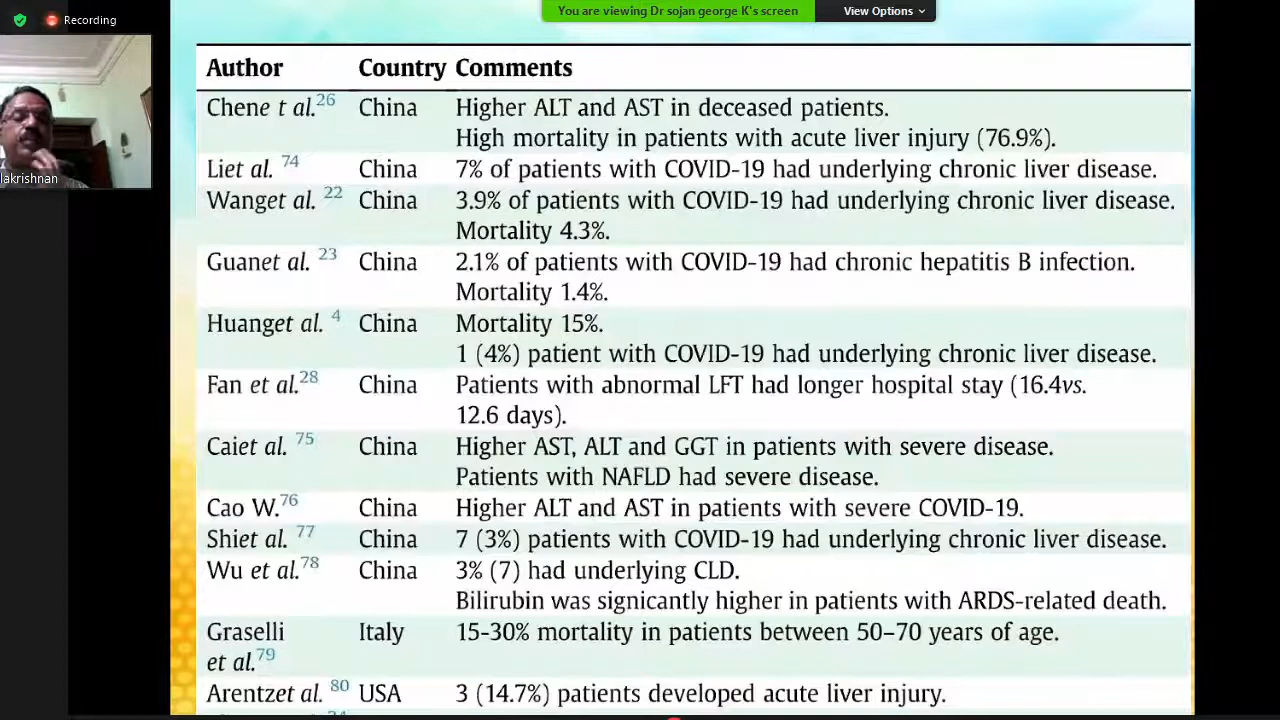 Recording
You are viewing Dr sojan george K's screen
View Options
lakrishnan
Author Country Comments
Chene t al.26 China Higher ALT and AST in deceased patients.
High mortality in patients with acute liver injury (76.9%).
Liet al. 74 China 7% of patients with COVID-19 had underlying chronic liver disease.
Wanget al. 22 China 3.9% of patients with COVID-19 had underlying chronic liver disease.
Mortality 4.3%.
Guanet al. 23 China 2.1% of patients with COVID-19 had chronic hepatitis B infection.
Mortality 1.4%.
Huanget al. 4 China Mortality 15%.
1 (4%) patient with COVID-19 had underlying chronic liver disease.
Fan et al.28 China Patients with abnormal LFT had longer hospital stay (16.4vs.
12.6 days).
Caiet al. 75 China Higher AST, ALT and GGT in patients with severe disease.
Patients with NAFLD had severe disease.
Cao W.76 China Higher ALT and AST in patients with severe COVID-19.
Shiet al. 77 China 7 (3%) patients with COVID-19 had underlying chronic liver disease.
Wu et al.78 China 3% (7) had underlying CLD.
Bilirubin was signicantly higher in patients with ARDS-related death.
Graselli Italy 15-30% mortality in patients between 50–70 years of age.
et al.79
Arentzet al. 80 USA 3 (14.7%) patients developed acute liver injury.